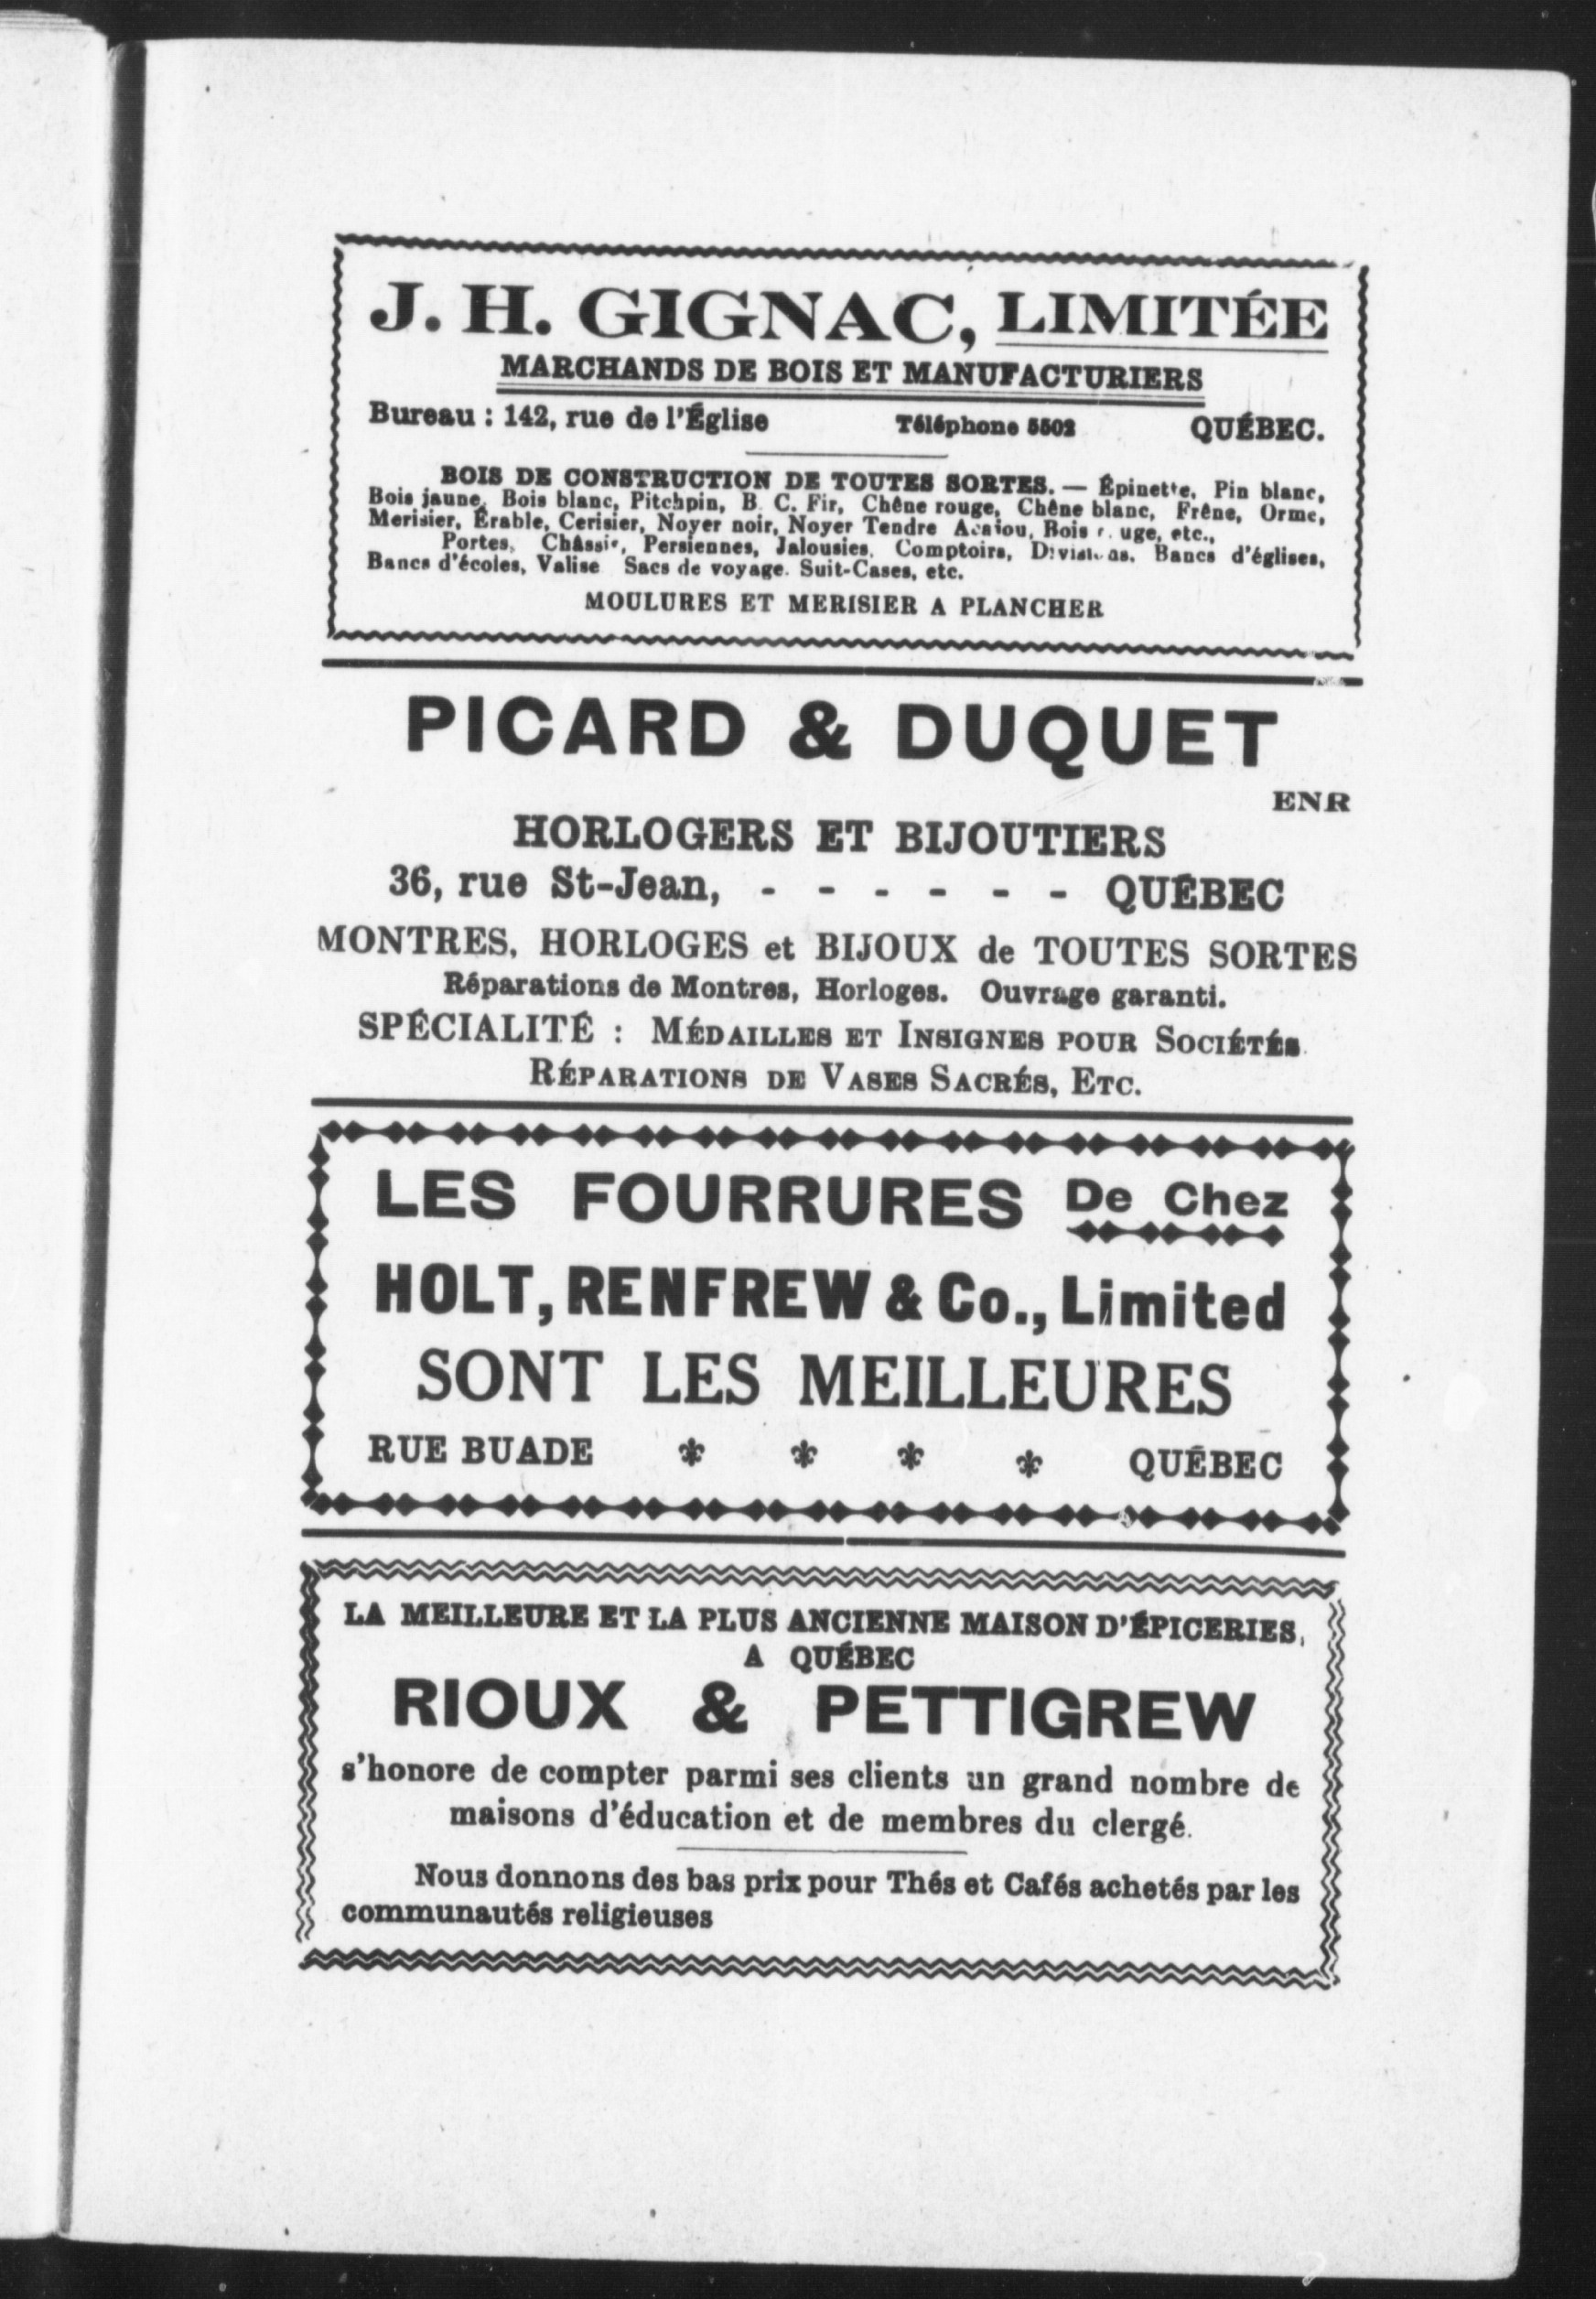 J. H. GIGNAC, LIMITÉE
MARCHANDS DE BOIS ET MANUFACTURIERS
Bureau : 142, rue de l'Église Téléphone 5502 QUÉBEC.
BOIS DE CONSTRUCTION DE TOUTES SORTES. — Épinette, Pin blanc,
Bois jaune, Bois blanc, Pitchpin, B. C. Fir, Chêne rouge, Chêne blanc, Frêne, Orme,
Merisier, Érable, Cerisier, Noyer noir, Noyer Tendre Acajou, Bois rouge, etc.,
Portes, Châssis, Persiennes, Jalousies, Comptoirs, Divisions, Bancs d'églises,
Bancs d'écoles, Valise Sacs de voyage. Suit-Cases, etc.
MOULURES ET MERISIER A PLANCHER
PICARD & DUQUET
ENR
HORLOGERS ET BIJOUTIERS
36, rue St-Jean, - - - - - - QUÉBEC
MONTRES, HORLOGES et BIJOUX de TOUTES SORTES
Réparations de Montres, Horloges. Ouvrage garanti.
SPÉCIALITÉ : MÉDAILLES ET INSIGNES POUR SOCIÉTÉS
RÉPARATIONS DE VASES SACRÉS, ETC.
LES FOURRURES De Chez
HOLT, RENFREW & Co., Limited
SONT LES MEILLEURES
RUE BUADE QUÉBEC
LA MEILLEURE ET LA PLUS ANCIENNE MAISON D'ÉPICERIES,
A QUÉBEC
RIOUX & PETTIGREW
s'honore de compter parmi ses clients un grand nombre de
maisons d'éducation et de membres du clergé.
Nous donnons des bas prix pour Thés et Cafés achetés par les
communautés religieuses